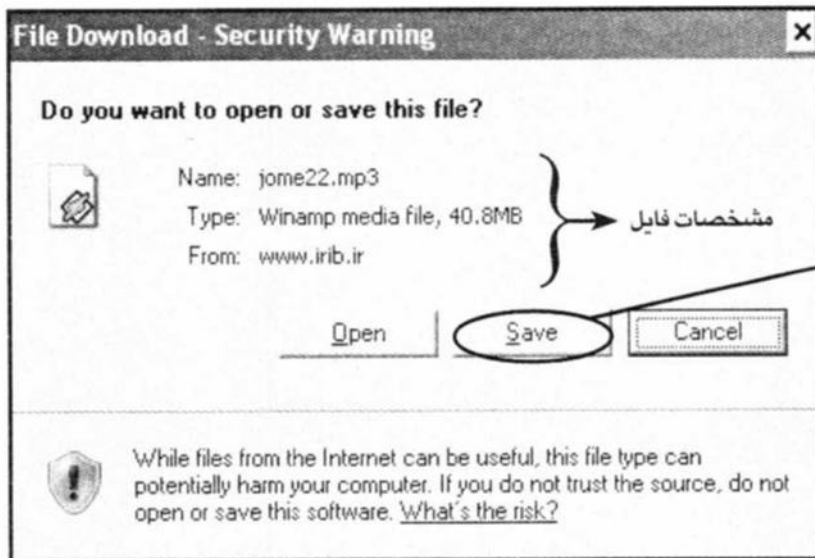 File Download - Security Warning
Do you want to open or save this file?
Name: jome22.mp3
Type: Winamp media file, 40.8MB
From: www.irib.ir
مشخصات فایل
Open Save Cancel
While files from the Internet can be useful, this file type can
potentially harm your computer. If you do not trust the source, do not
open or save this software. What's the risk?